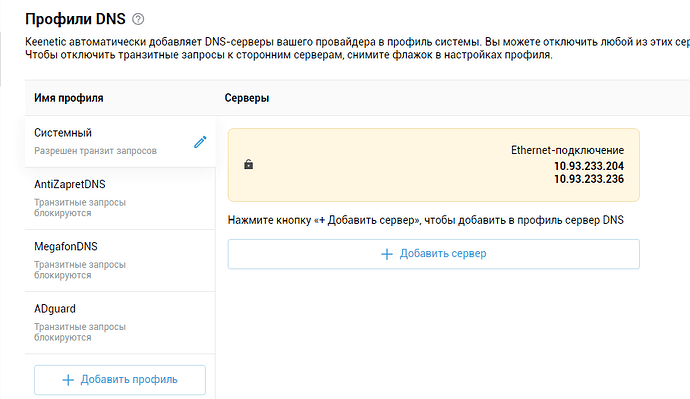 Профили DNS
Keenetic автоматически добавляет DNS-серверы вашего провайдера в профиль системы. Вы можете отключить любой из этих
Чтобы отключить транзитные запросы к сторонним серверам, снимите флажок в настройках профиля.
Имя профиля
Серверы
Системный
Разрешен транзит запросов
Ethernet-подключение
10.93.233.204
10.93.233.236
AntiZapretDNS
Транзитные запросы
блокируются
Нажмите кнопку «+ Добавить сервер», чтобы добавить в профиль сервер DNS
+ Добавить сервер
MegafonDNS
Транзитные запросы
блокируются
ADguard
Транзитные запросы
блокируются
+ Добавить профиль